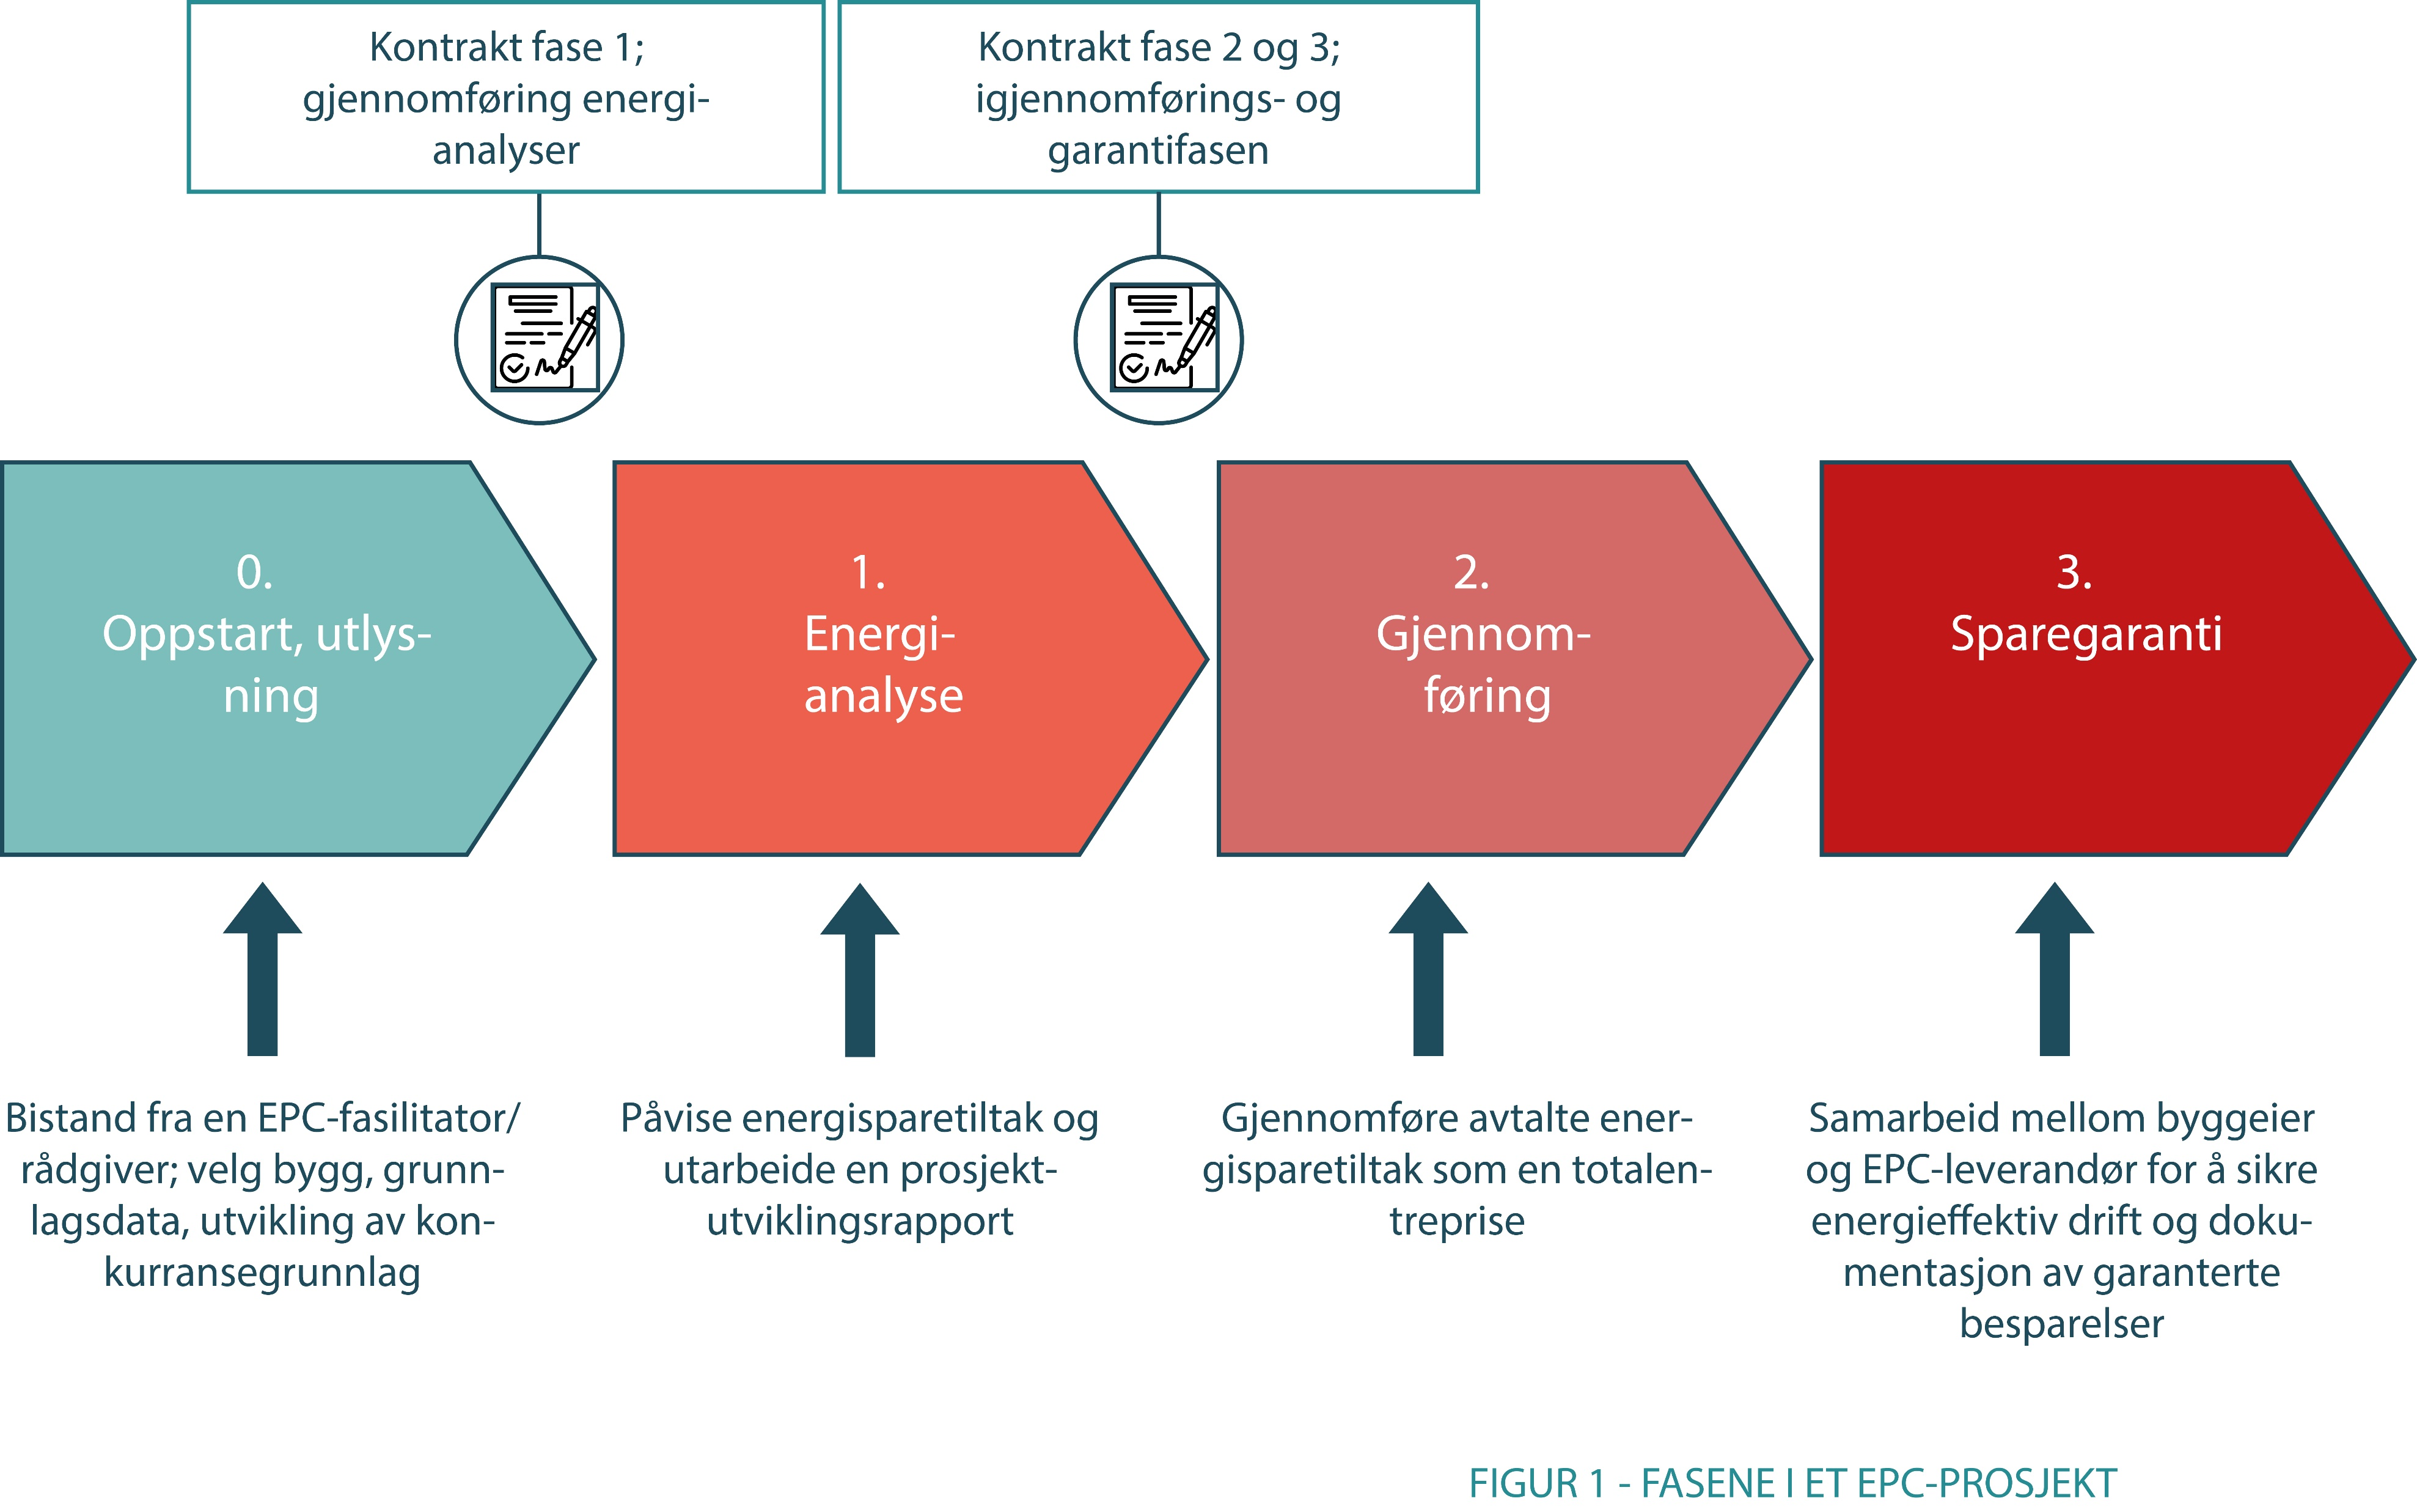 Kontrakt fase 1;
gjennomføring energi-
analyser
Kontrakt fase 2 og 3;
igjennomførings- og
garantifasen
0.
Oppstart, utlys-
ning
1.
Energi-
analyse
2.
Gjennom-
føring
3.
Sparegaranti
Bistand fra en EPC-fasilitator/
rådgiver; velg bygg, grunn-
lagsdata, utvikling av kon-
kurransegrunnlag
Påvise energisparetiltak og
utarbeide en prosjekt-
utviklingsrapport
Gjennomføre avtalte ener-
gisparetiltak som en totalen-
treprise
Samarbeid mellom byggeier
og EPC-leverandør for å sikre
energieffektiv drift og doku-
mentasjon av garanterte
besparelser
FIGUR 1 - FASENE I ET EPC-PROSJEKT